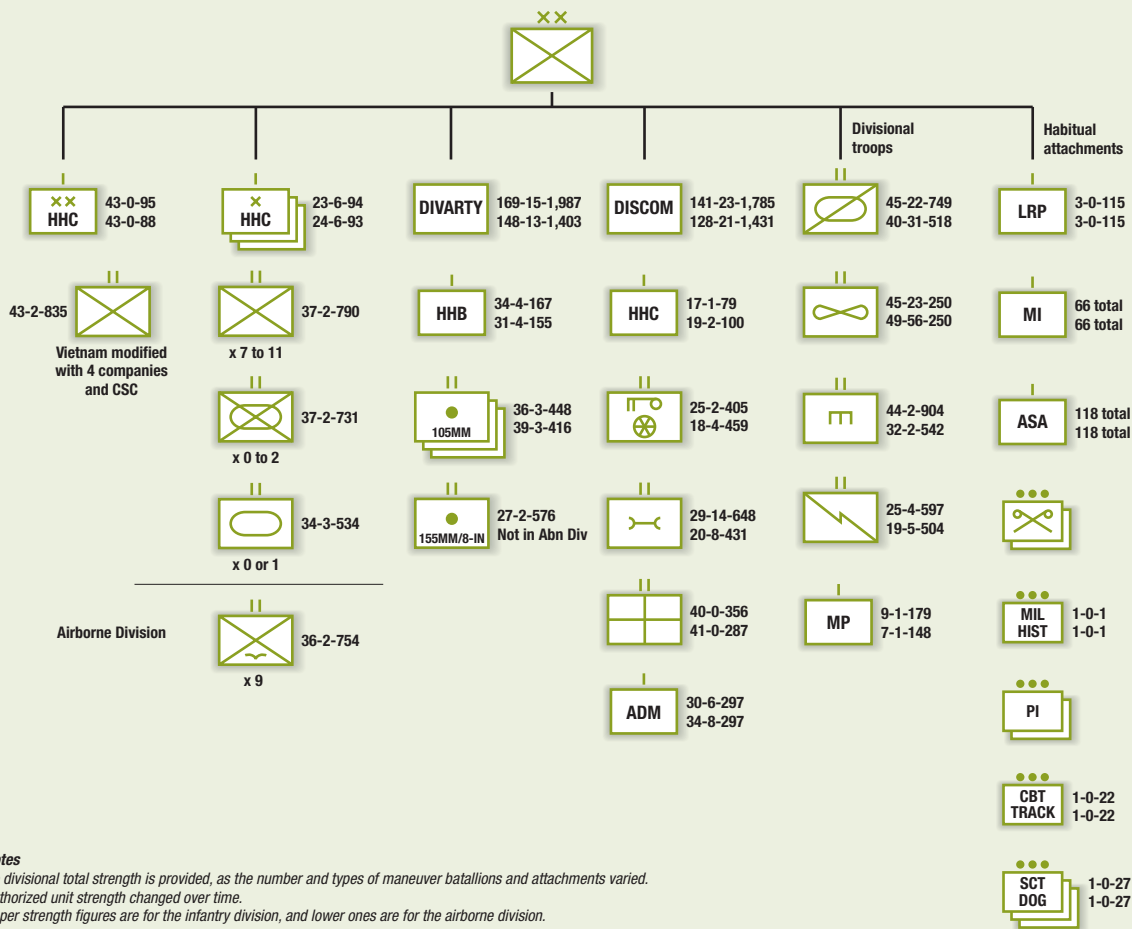 Divisional
troops
Habitual
attachments
HHC
43-0-95
43-0-88
43-2-835
Vietnam modified
with 4 companies
and CSC
HHC
23-6-94
24-6-93
37-2-790
x 7 to 11
37-2-731
x 0 to 2
34-3-534
x 0 or 1
Airborne Division
36-2-754
x 9
DIVARTY
169-15-1,987
148-13-1,403
HHB
34-4-167
31-4-155
105MM
36-3-448
39-3-416
155MM/8-IN
27-2-576
Not in Abn Div
DISCOM
141-23-1,785
128-21-1,431
HHC
17-1-79
19-2-100
25-2-405
18-4-459
29-14-648
20-8-431
40-0-356
41-0-287
ADM
30-6-297
34-8-297
45-22-749
40-31-518
45-23-250
49-56-250
44-2-904
32-2-542
25-4-597
19-5-504
MP
9-1-179
7-1-148
LRP
3-0-115
3-0-115
MI
66 total
66 total
ASA
118 total
118 total
MIL
HIST
1-0-1
1-0-1
PI
CBT
TRACK
1-0-22
1-0-22
SCT
DOG
1-0-27
1-0-27
divisional total strength is provided, as the number and types of maneuver batallions and attachments varied.
unit strength changed over time.
strength figures are for the infantry division, and lower ones are for the airborne division.